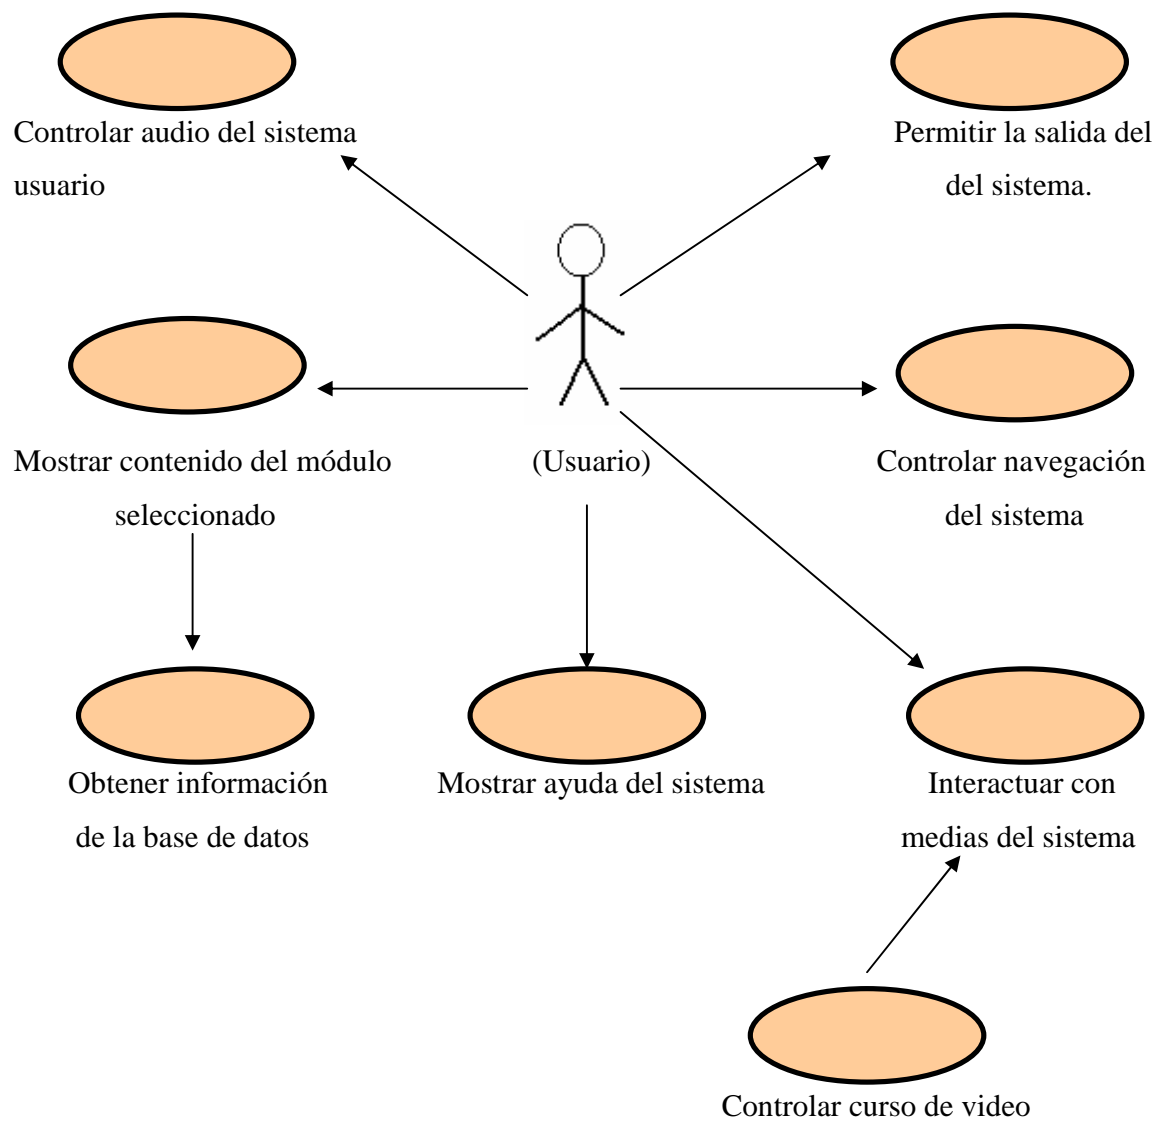 Controlar audio del sistema
usuario
Permitir la salida del
del sistema.
Mostrar contenido del módulo
seleccionado
(Usuario)
Controlar navegación
del sistema
Obtener información
de la base de datos
Mostrar ayuda del sistema
Interactuar con
medias del sistema
Controlar curso de video